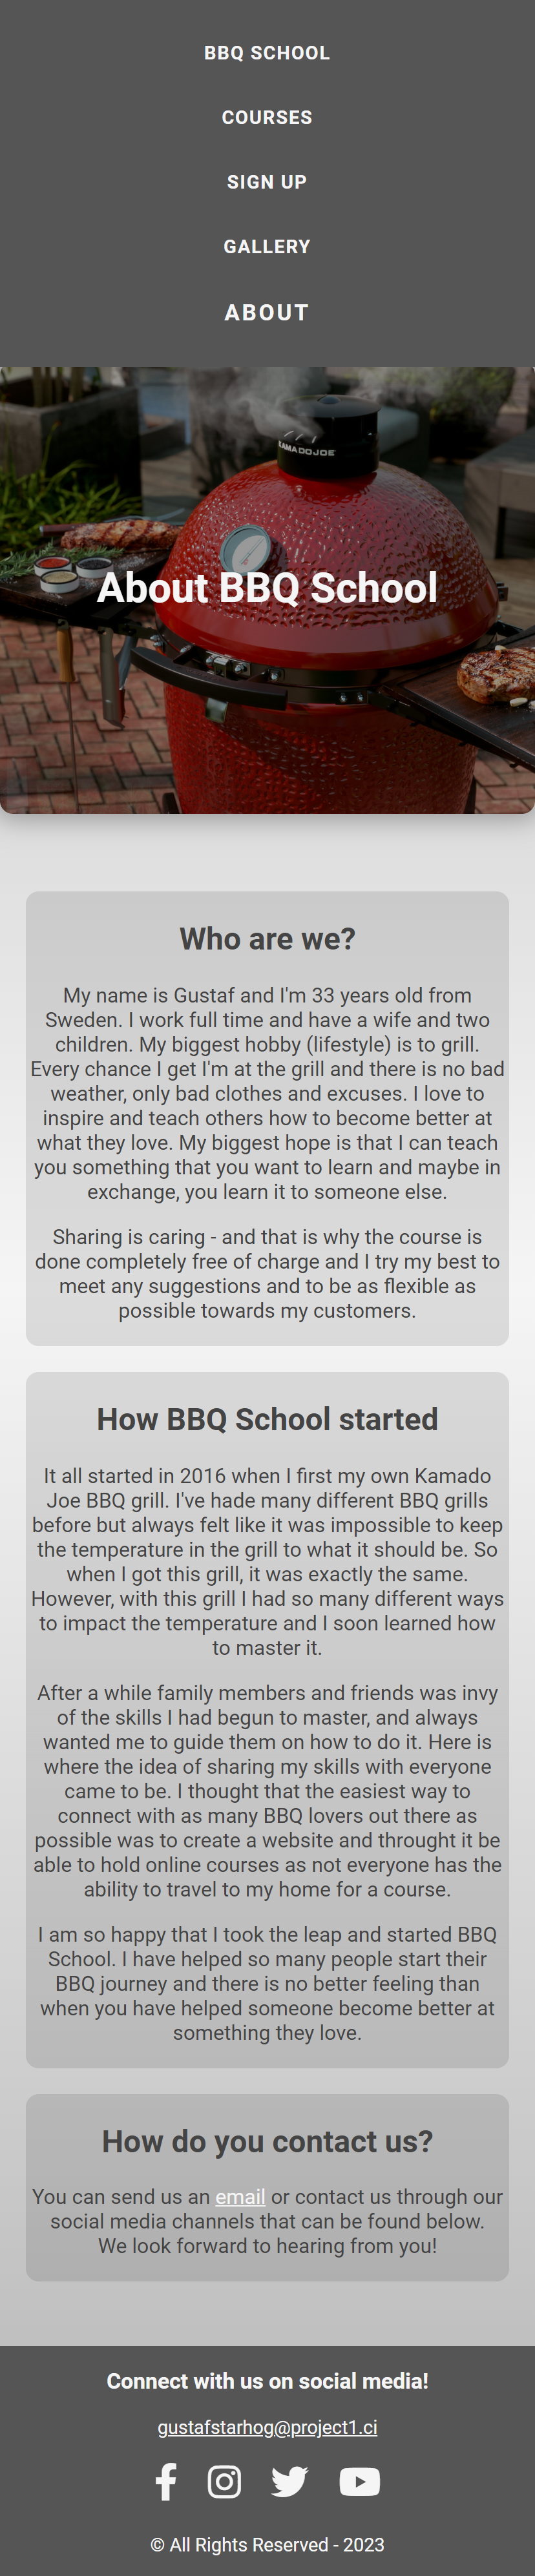 BBQ SCHOOL
COURSES
SIGN UP
GALLERY
ABOUT
KAMADOJOE
About BBQ School
Who are we?
My name is Gustaf and I'm 33 years old from
Sweden. I work full time and have a wife and two
children. My biggest hobby (lifestyle) is to grill.
Every chance I get I'm at the grill and there is no bad
weather, only bad clothes and excuses. I love to
inspire and teach others how to become better at
what they love. My biggest hope is that I can teach
you something that you want to learn and maybe in
exchange, you learn it to someone else.
Sharing is caring - and that is why the course is
done completely free of charge and I try my best to
meet any suggestions and to be as flexible as
possible towards my customers.
How BBQ School started
It all started in 2016 when I first my own Kamado
Joe BBQ grill. I've hade many different BBQ grills
before but always felt like it was impossible to keep
the temperature in the grill to what it should be. So
when I got this grill, it was exactly the same.
However, with this grill I had so many different ways
to impact the temperature and I soon learned how
to master it.
After a while family members and friends was invy
of the skills I had begun to master, and always
wanted me to guide them on how to do it. Here is
where the idea of sharing my skills with everyone
came to be. I thought that the easiest way to
connect with as many BBQ lovers out there as
possible was to create a website and throught it be
able to hold online courses as not everyone has the
ability to travel to my home for a course.
I am so happy that I took the leap and started BBQ
School. I have helped so many people start their
BBQ journey and there is no better feeling than
when you have helped someone become better at
something they love.
How do you contact us?
You can send us an email or contact us through our
social media channels that can be found below.
We look forward to hearing from you!
Connect with us on social media!
gustafstarhog@project1.ci
© All Rights Reserved - 2023